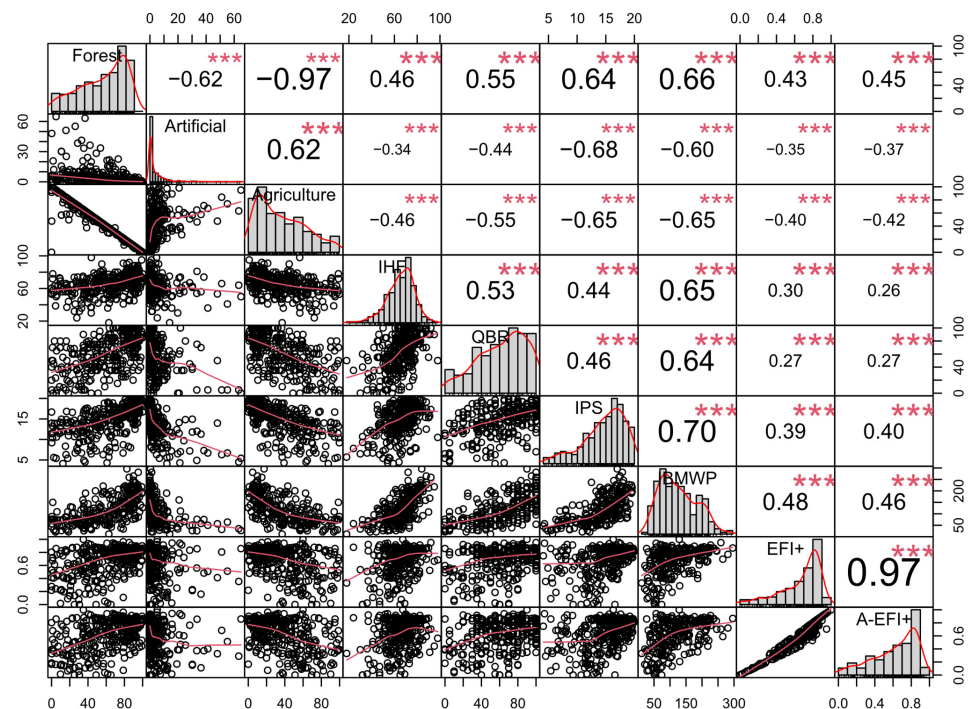 0 20 40 60 20 60 100 5 10 15 20 0.0 0.4 0.8
Forest *** −0.62 *** −0.97 *** 0.46 *** 0.55 *** 0.64 *** 0.66 *** 0.43 *** 0.45 0 40 100
0 30 60 Artificial *** 0.62 *** −0.34 *** −0.44 *** −0.68 *** −0.60 *** −0.35 *** −0.37
Agriculture *** −0.46 *** −0.55 *** −0.65 *** −0.65 *** −0.40 *** −0.42 0 40 100
20 60 100 IHF *** 0.53 *** 0.44 *** 0.65 *** 0.30 *** 0.26
QBR *** 0.46 *** 0.64 *** 0.27 *** 0.27 0 40 100
5 15 IPS *** 0.70 *** 0.39 *** 0.40
BMWP *** 0.48 *** 0.46 50 200
0.0 0.6 EFI+ *** 0.97
A-EFI+ 0.0 0.6
0 40 80 0 40 80 0 40 80 50 150 300 0.0 0.4 0.8